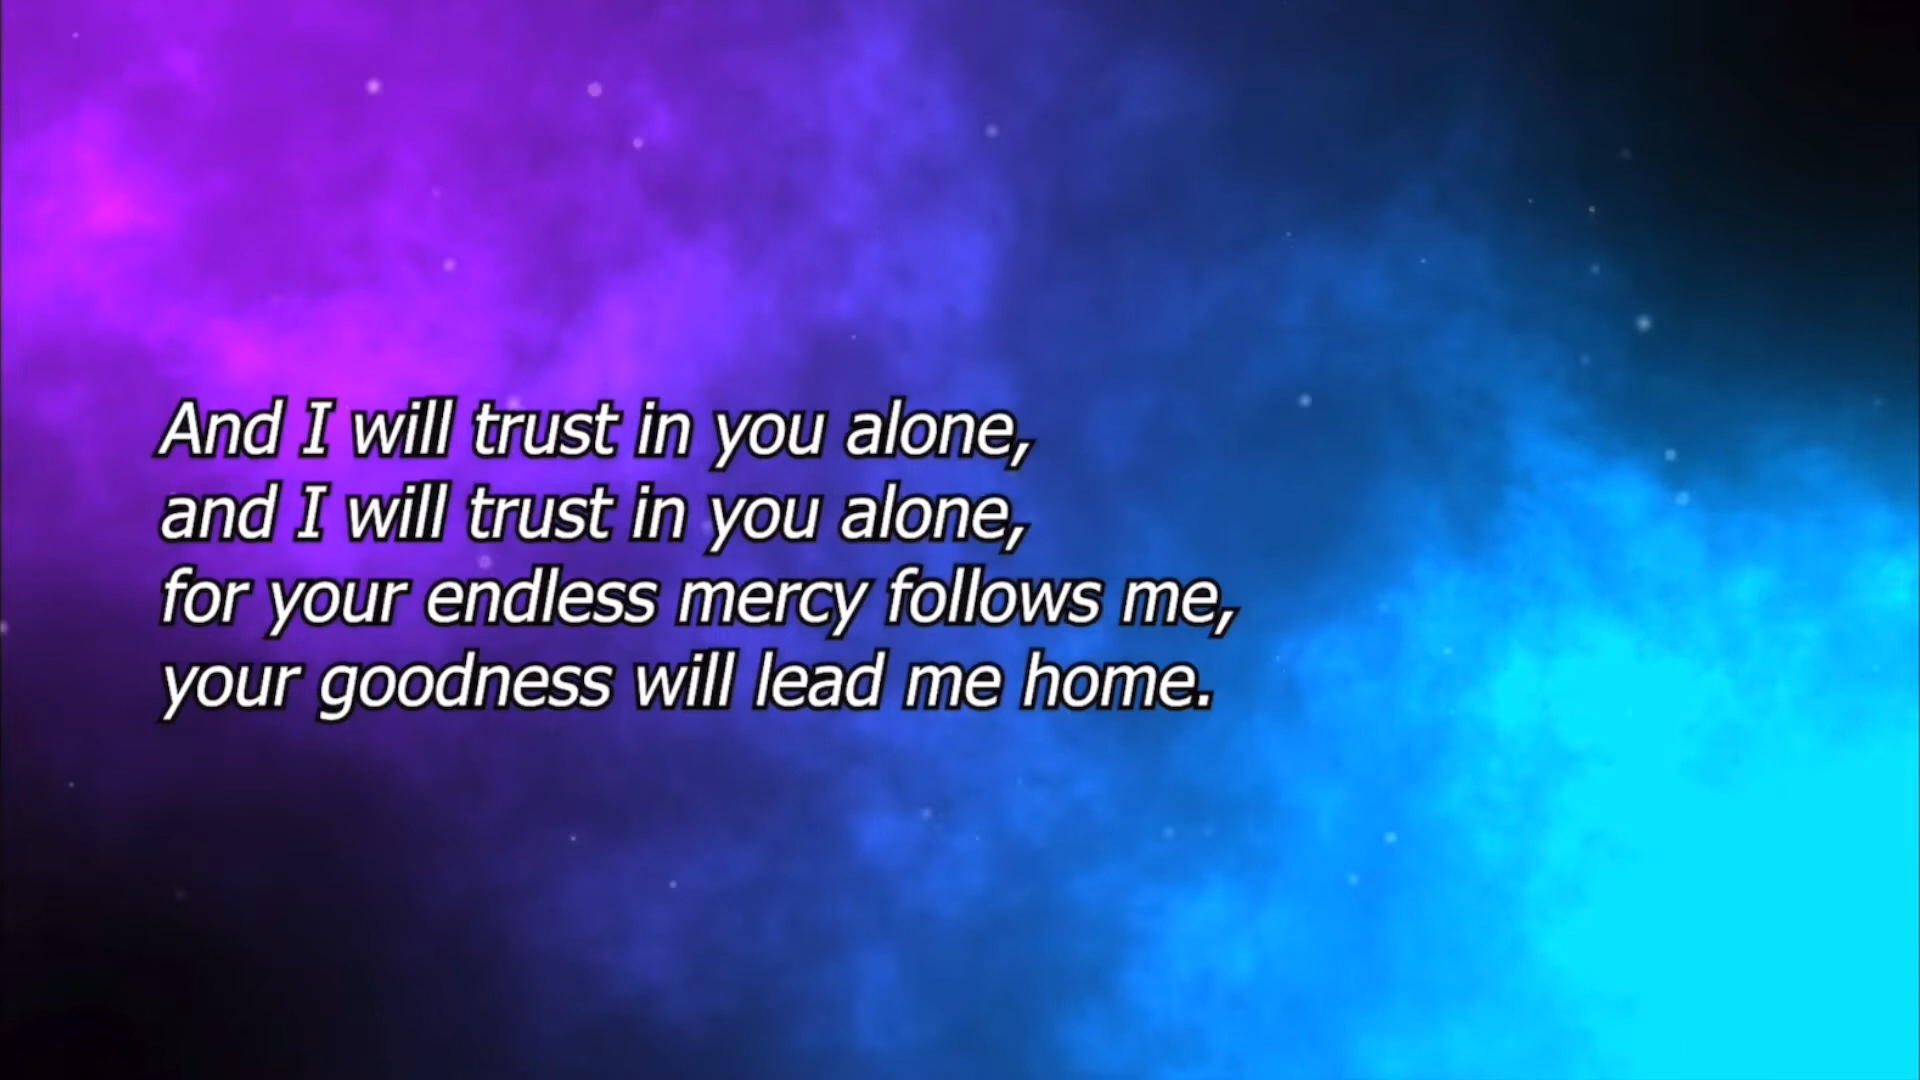 And I will trust in you alone,
and I will trust in you alone,
for your endless mercy follows me,
your goodness will lead me home.